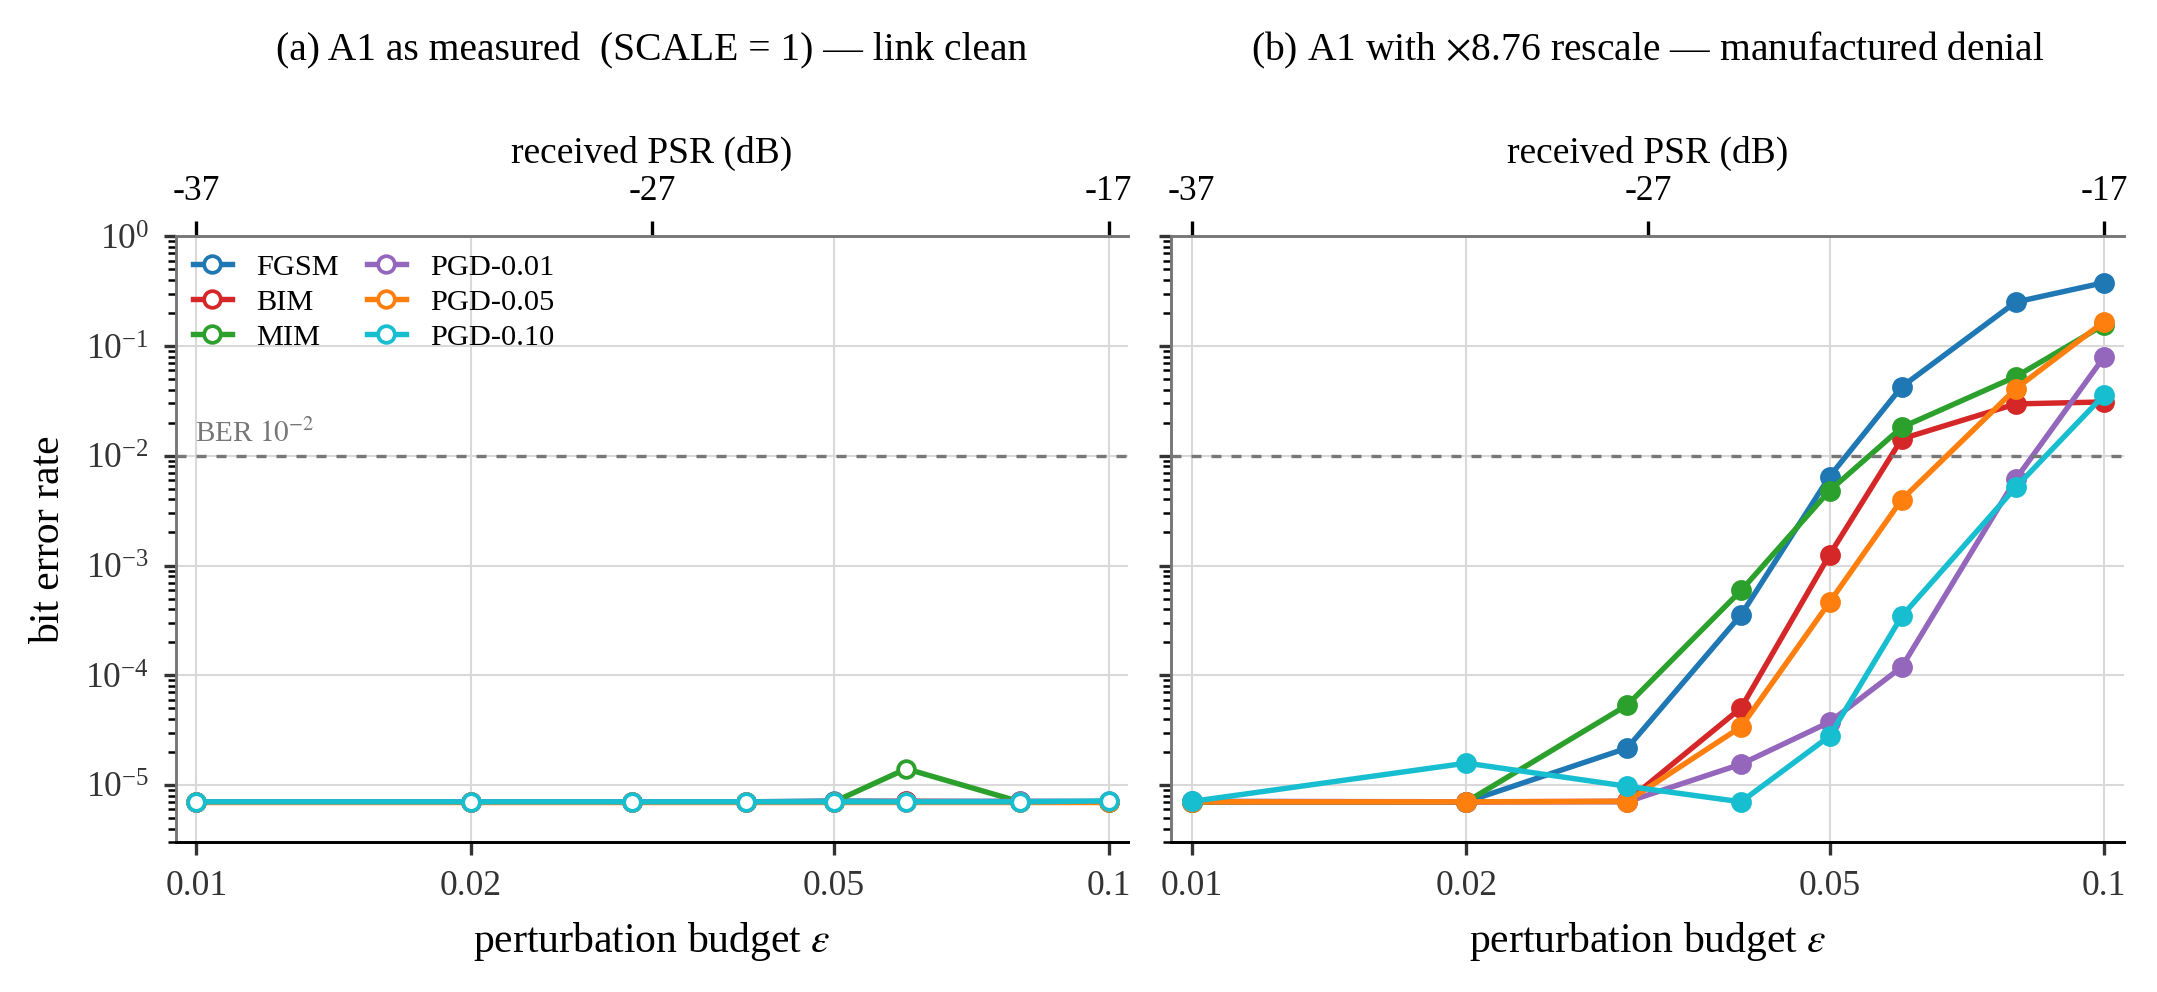 (a) A1 as measured (SCALE = 1) — link clean
(b) A1 with ×8.76 rescale — manufactured denial
received PSR (dB)
received PSR (dB)
-37 -27 -17
-37 -27 -17
10⁰
FGSM PGD-0.01
BIM PGD-0.05
MIM PGD-0.10
10⁻¹
BER 10⁻²
10⁻²
10⁻³
10⁻⁴
10⁻⁵
bit error rate
0.01 0.02 0.05 0.1
0.01 0.02 0.05 0.1
perturbation budget ε
perturbation budget ε